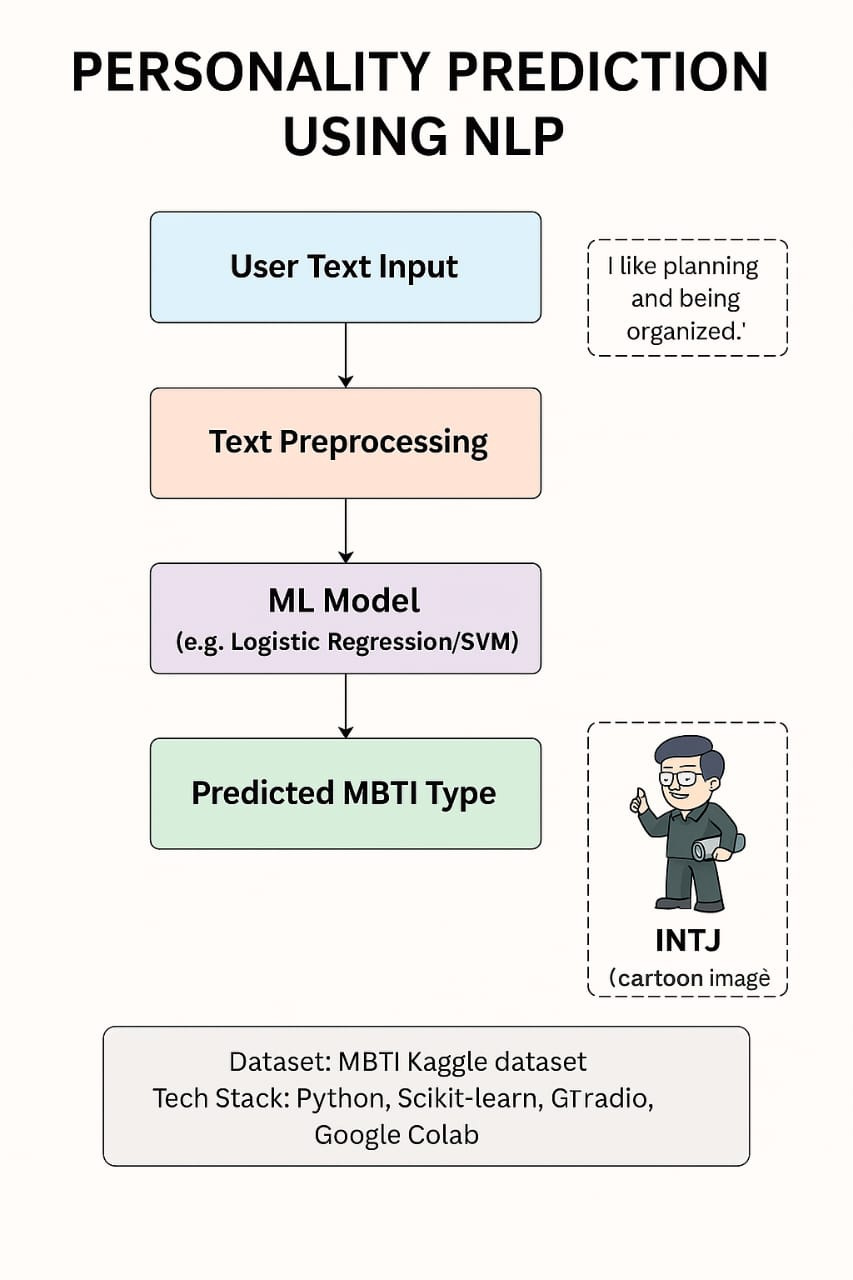 PERSONALITY PREDICTION
USING NLP
User Text Input
I like planning
and being
organized.'
Text Preprocessing
ML Model
(e.g. Logistic Regression/SVM)
Predicted MBTI Type
INTJ
(cartoon imagè
Dataset: MBTI Kaggle dataset
Tech Stack: Python, Scikit-learn, GTradio,
Google Colab